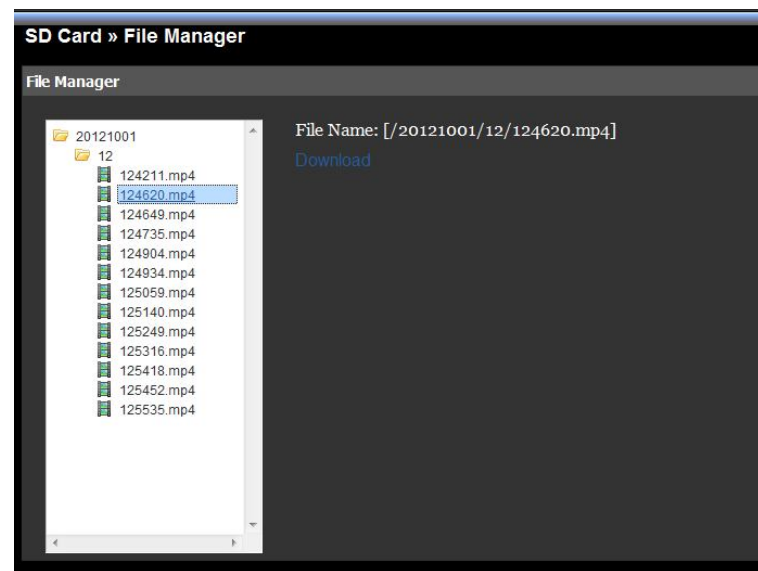 SD Card » File Manager
File Manager
20121001
12
124211.mp4
124620.mp4
124649.mp4
124735.mp4
124904.mp4
124934.mp4
125059.mp4
125140.mp4
125249.mp4
125316.mp4
125418.mp4
125452.mp4
125535.mp4
File Name: [/20121001/12/124620.mp4]
Download